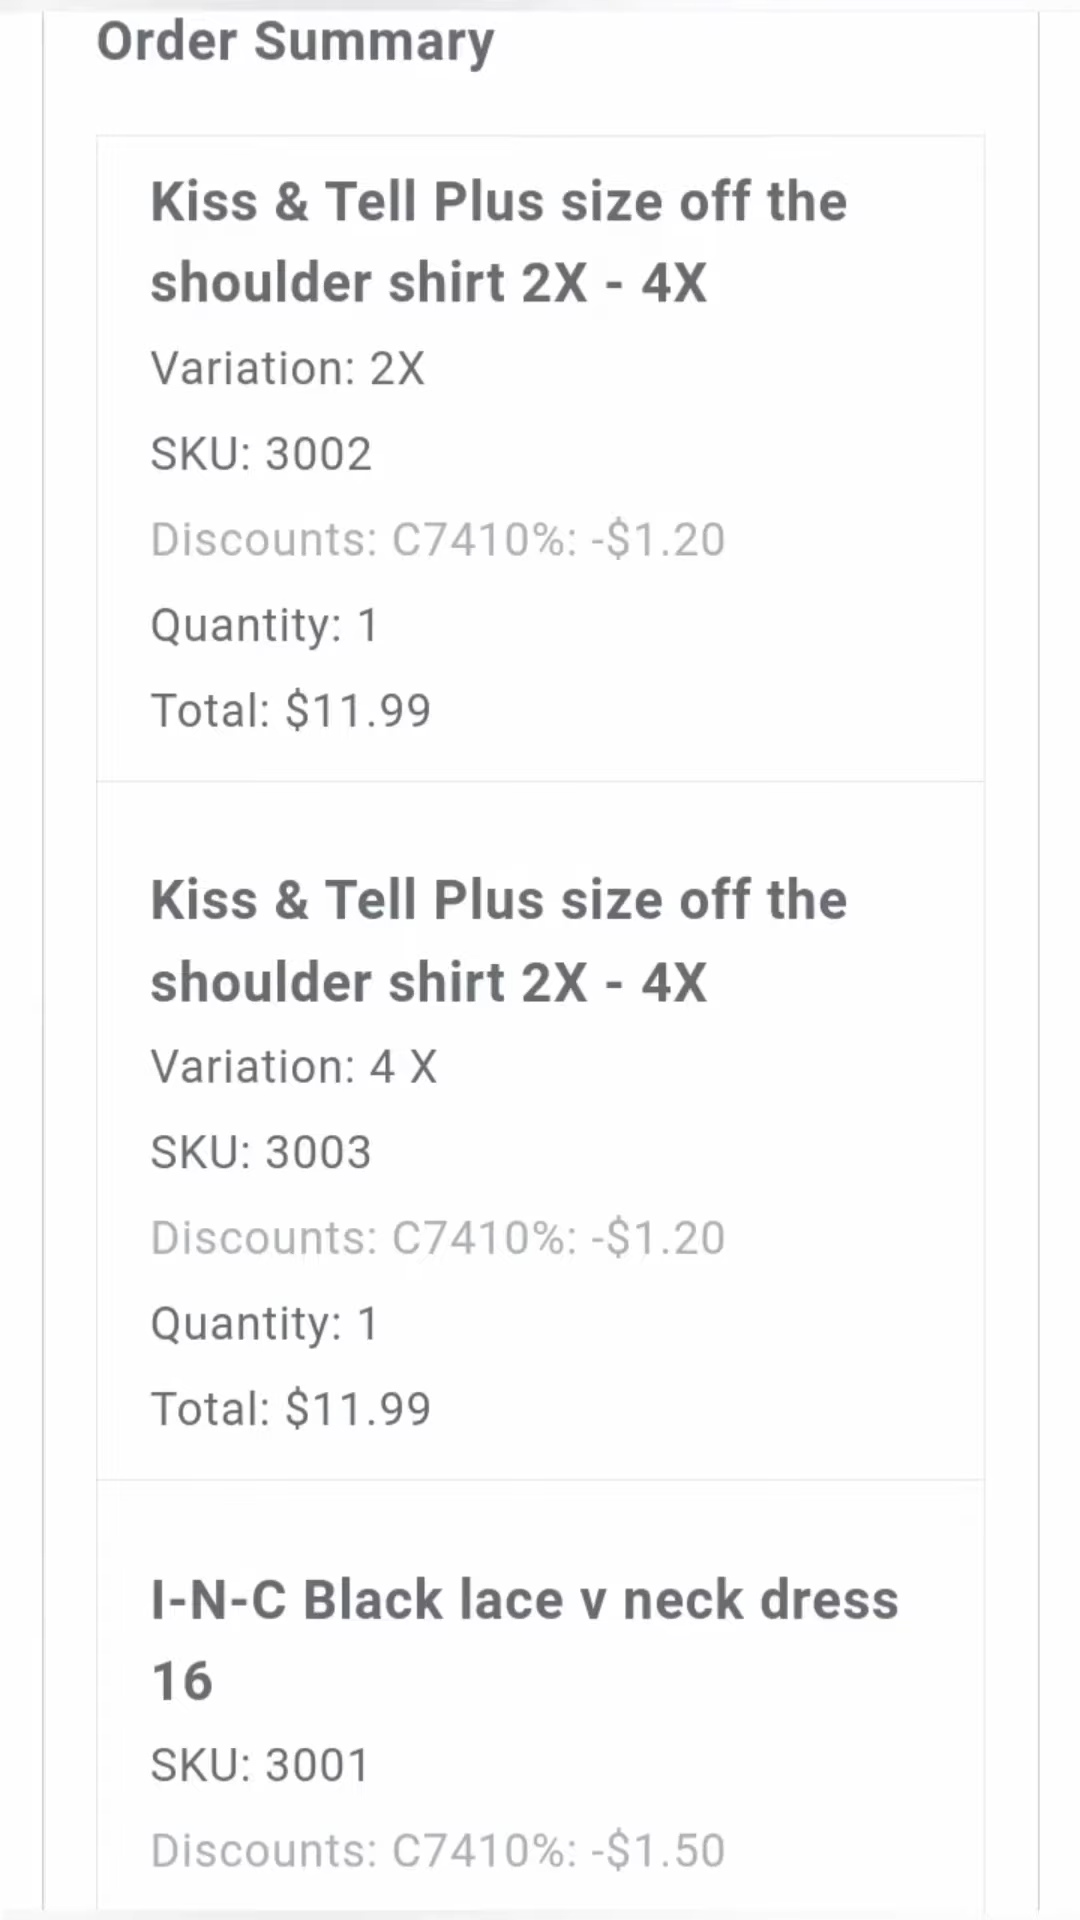 Order Summary
Kiss & Tell Plus size off the
shoulder shirt 2X - 4X
Variation: 2X
SKU: 3002
Discounts: C7410%: -$1.20
Quantity: 1
Total: $11.99
Kiss & Tell Plus size off the
shoulder shirt 2X - 4X
Variation: 4 X
SKU: 3003
Discounts: C7410%: -$1.20
Quantity: 1
Total: $11.99
I-N-C Black lace v neck dress
16
SKU: 3001
Discounts: C7410%: -$1.50